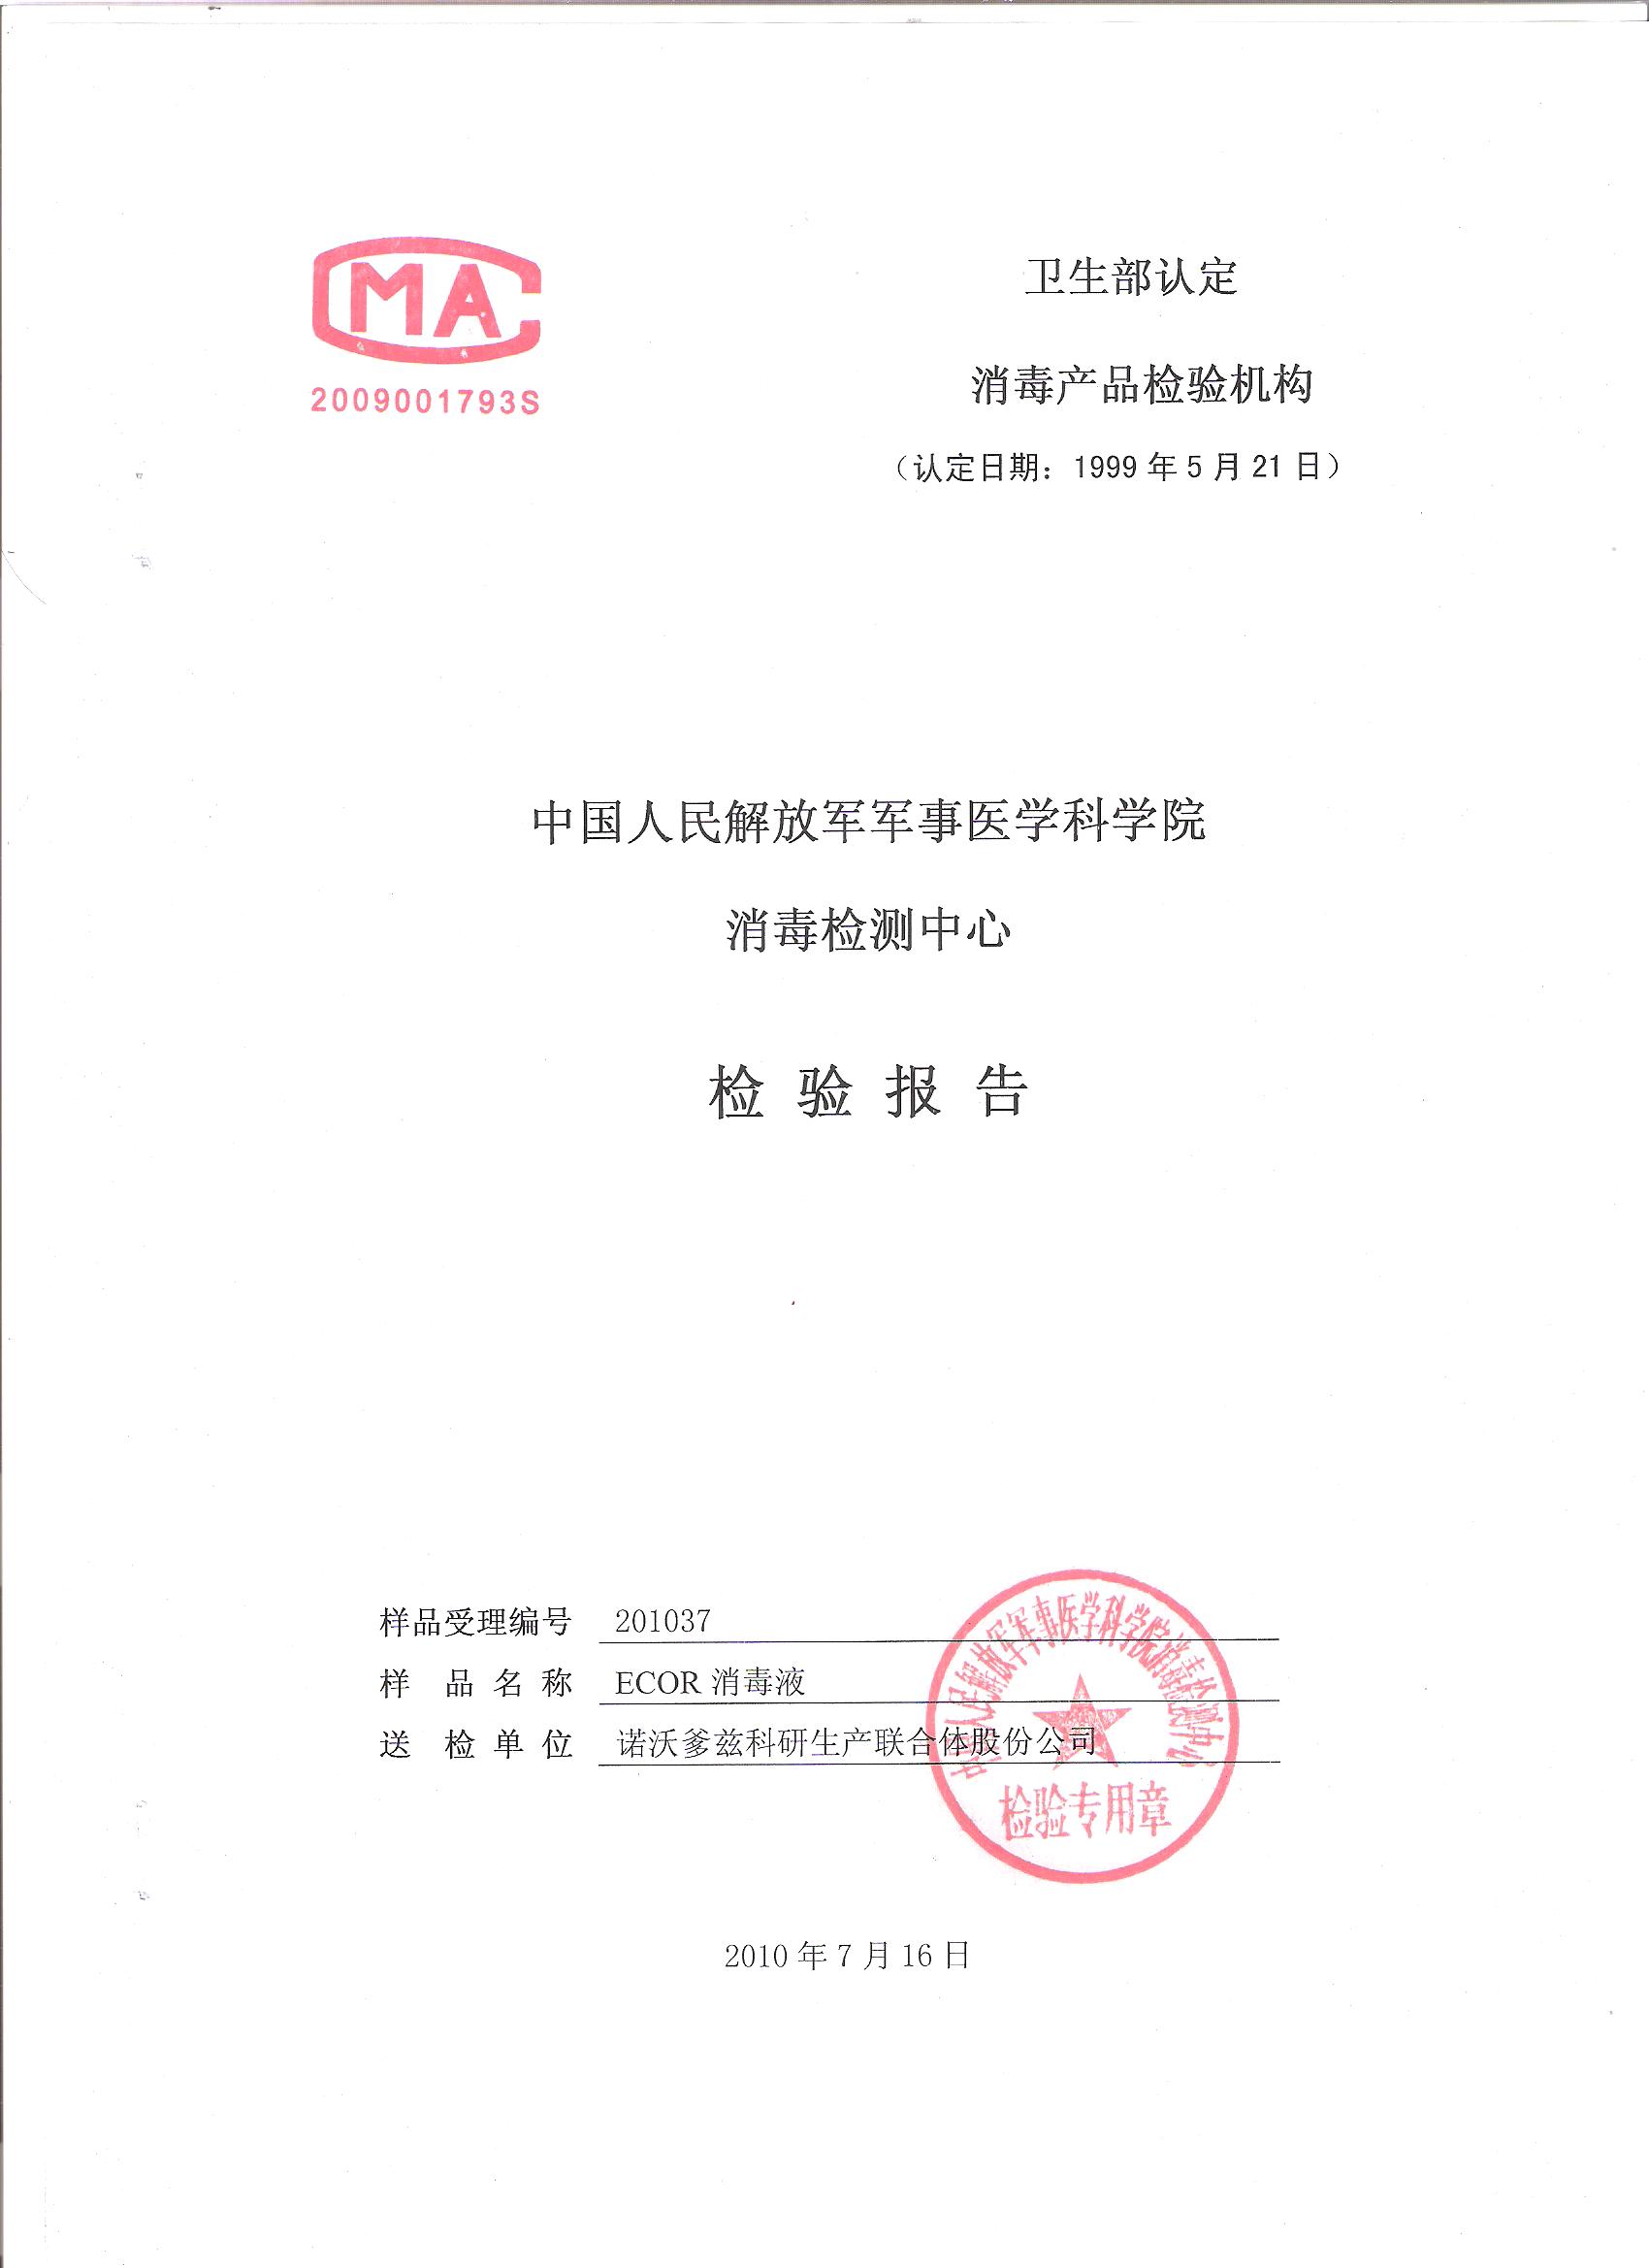 CMA
2009001793S
卫生部认定
消毒产品检验机构
（认定日期：1999 年 5 月 21 日）
中国人民解放军军事医学科学院
消毒检测中心
检 验 报 告
样品受理编号 201037
样 品 名 称 ECOR 消毒液
送 检 单 位 诺沃爹兹科研生产联合体股份公司
中国人民解放军军事医学科学院消毒检测中心
检验专用章
2010 年 7 月 16 日